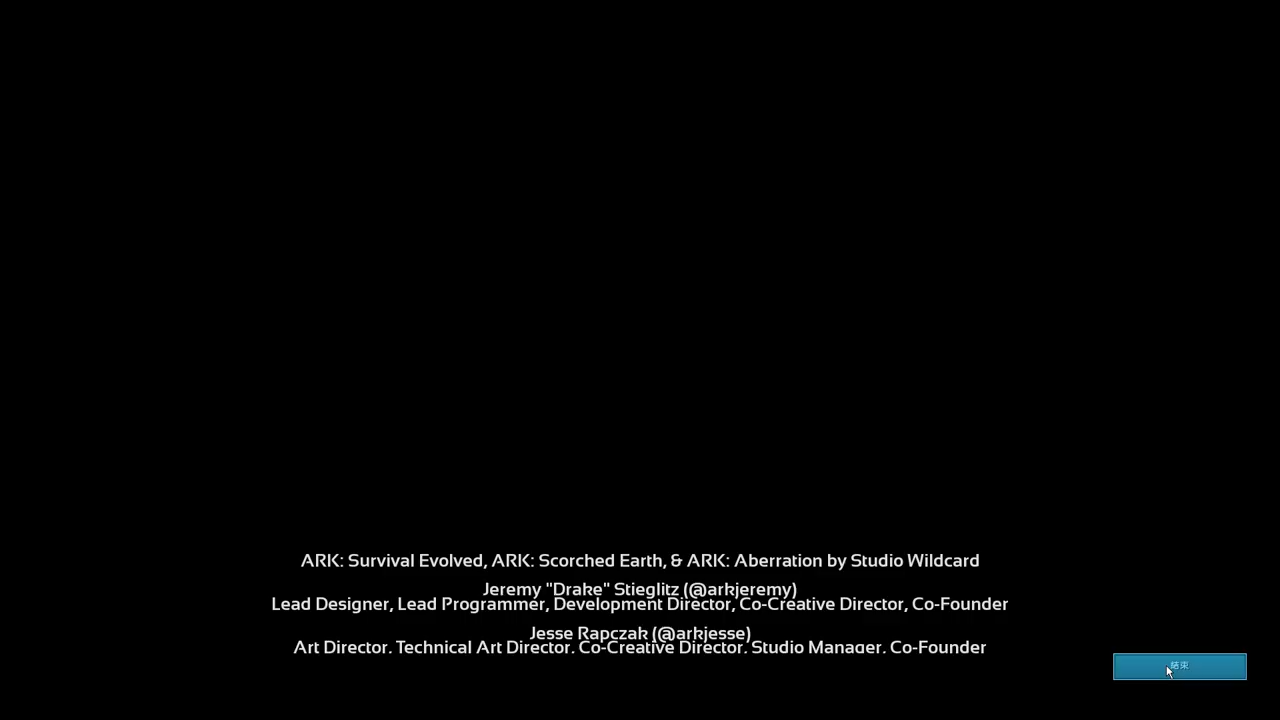 ARK: Survival Evolved, ARK: Scorched Earth, & ARK: Aberration by Studio Wildcard
Jeremy "Drake" Stieglitz (@arkjeremy)
Lead Designer, Lead Programmer, Development Director, Co-Creative Director, Co-Founder
Jesse Rapczak (@arkjesse)
Art Director, Technical Art Director, Co-Creative Director, Studio Manager, Co-Founder
結束